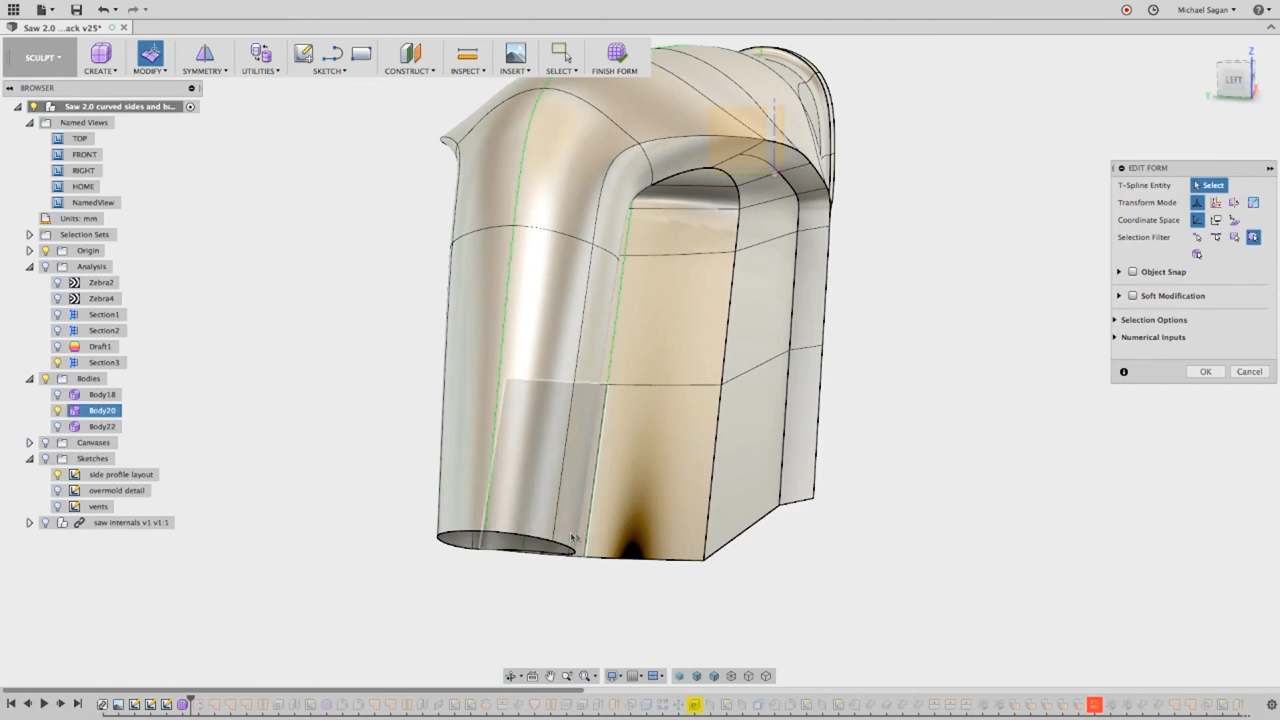 Michael Sagan
Saw 2.0 ...ack v25*
SCULPT
CREATE
MODIFY
SYMMETRY
UTILITIES
SKETCH
CONSTRUCT
INSPECT
INSERT
SELECT
FINISH FORM
BROWSER
Saw 2.0 curved sides and bu...
Named Views
TOP
FRONT
RIGHT
HOME
NamedView
Units: mm
Selection Sets
Origin
Analysis
Zebra2
Zebra4
Section1
Section2
Draft1
Section3
Bodies
Body18
Body20
Body22
Canvases
Sketches
side profile layout
overmold detail
vents
saw internals v1 v1:1
Z
LEFT
Y
EDIT FORM
T-Spline Entity
Select
Transform Mode
Coordinate Space
Selection Filter
Object Snap
Soft Modification
Selection Options
Numerical Inputs
OK
Cancel